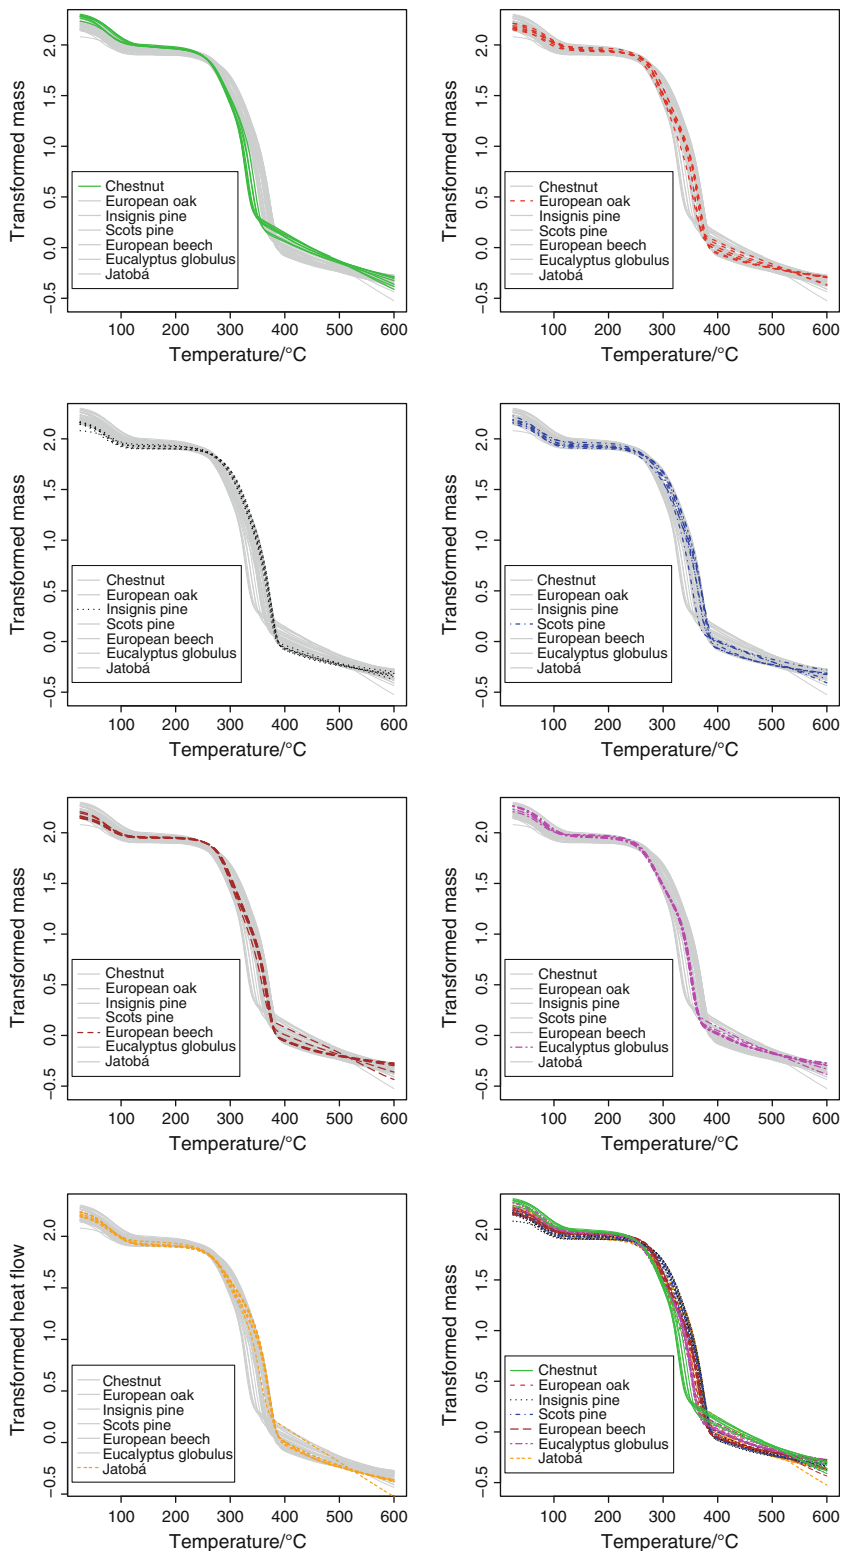 Transformed mass
2.0
1.5
1.0
0.5
0.0
−0.5
Chestnut
European oak
Insignis pine
Scots pine
European beech
Eucalyptus globulus
Jatobá
100 200 300 400 500 600
Temperature/°C
Transformed mass
2.0
1.5
1.0
0.5
0.0
−0.5
Chestnut
European oak
Insignis pine
Scots pine
European beech
Eucalyptus globulus
Jatobá
100 200 300 400 500 600
Temperature/°C
Transformed mass
2.0
1.5
1.0
0.5
0.0
−0.5
Chestnut
European oak
Insignis pine
Scots pine
European beech
Eucalyptus globulus
Jatobá
100 200 300 400 500 600
Temperature/°C
Transformed mass
2.0
1.5
1.0
0.5
0.0
−0.5
Chestnut
European oak
Insignis pine
Scots pine
European beech
Eucalyptus globulus
Jatobá
100 200 300 400 500 600
Temperature/°C
Transformed mass
2.0
1.5
1.0
0.5
0.0
−0.5
Chestnut
European oak
Insignis pine
Scots pine
European beech
Eucalyptus globulus
Jatobá
100 200 300 400 500 600
Temperature/°C
Transformed mass
2.0
1.5
1.0
0.5
0.0
−0.5
Chestnut
European oak
Insignis pine
Scots pine
European beech
Eucalyptus globulus
Jatobá
100 200 300 400 500 600
Temperature/°C
Transformed heat flow
2.0
1.5
1.0
0.5
0.0
−0.5
Chestnut
European oak
Insignis pine
Scots pine
European beech
Eucalyptus globulus
Jatobá
100 200 300 400 500 600
Temperature/°C
Transformed mass
2.0
1.5
1.0
0.5
0.0
−0.5
Chestnut
European oak
Insignis pine
Scots pine
European beech
Eucalyptus globulus
Jatobá
100 200 300 400 500 600
Temperature/°C